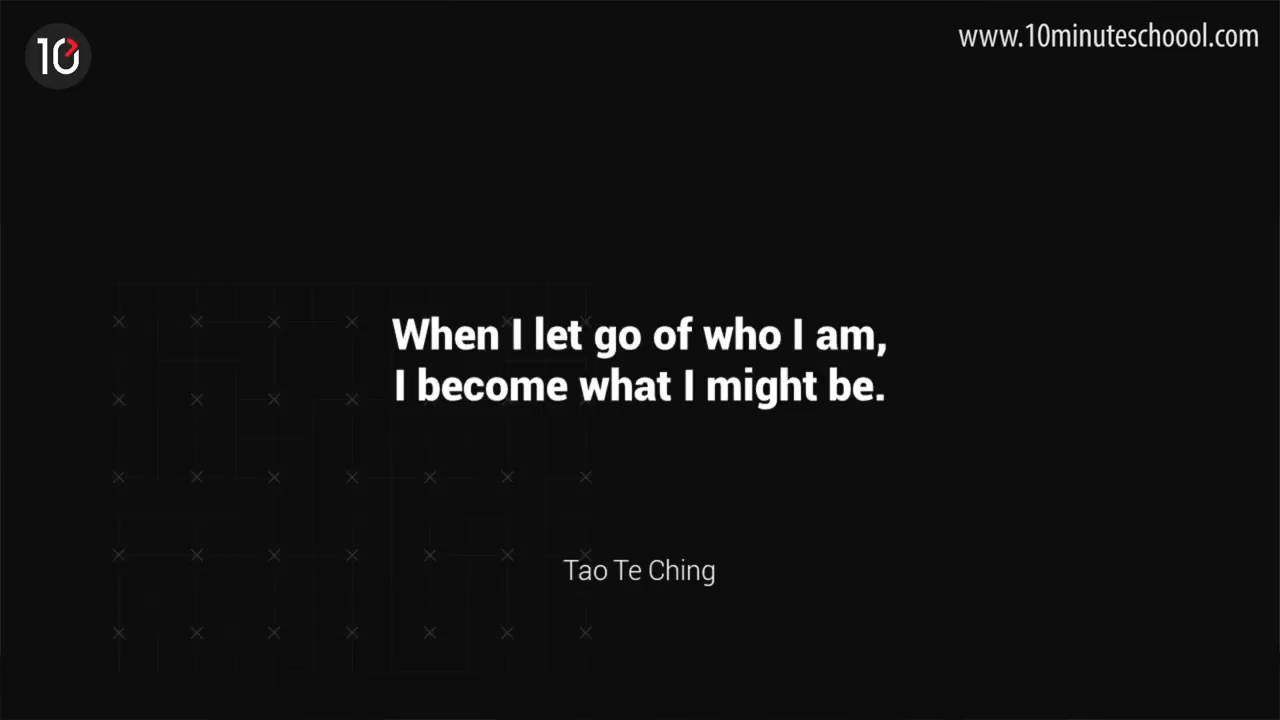 10
www.10minuteschoool.com
When I let go of who I am,
I become what I might be.
Tao Te Ching